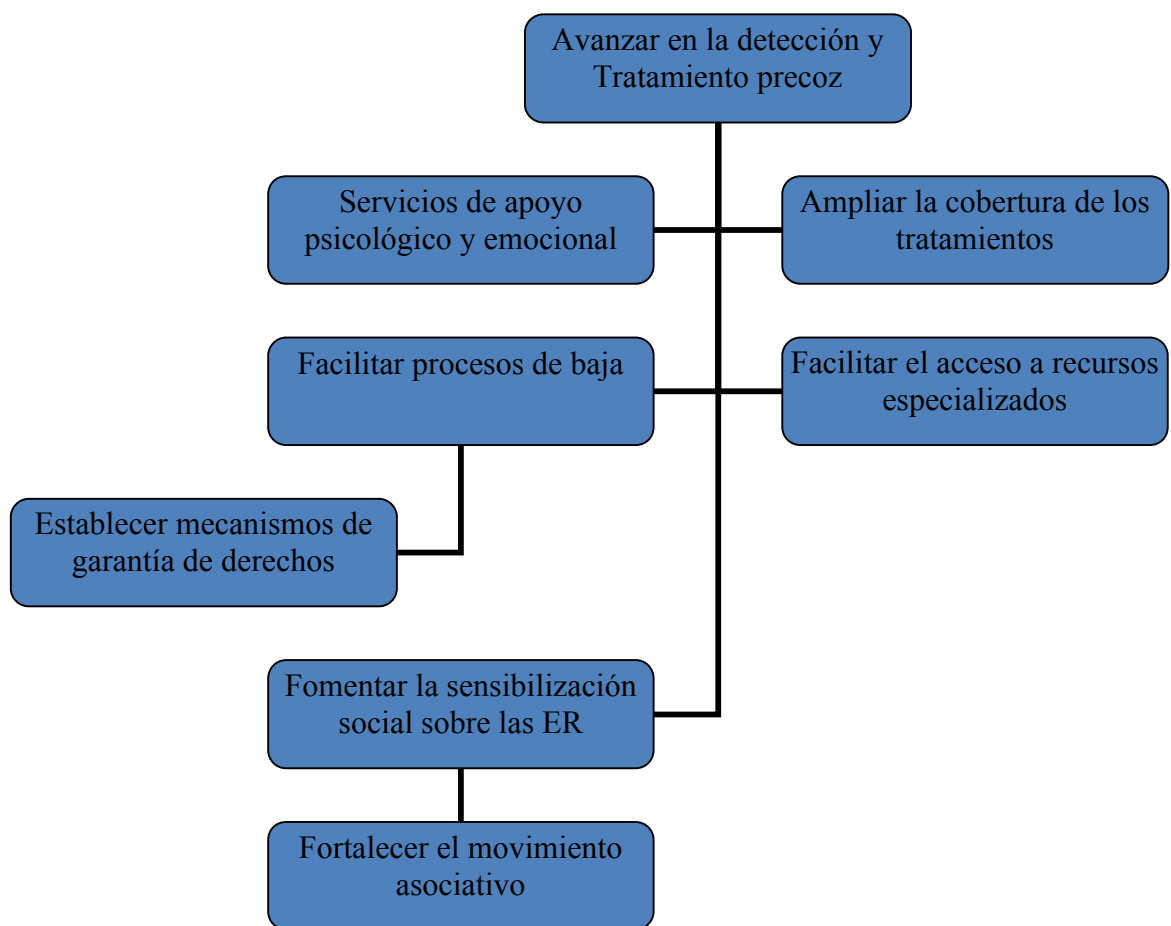 Avanzar en la detección y
Tratamiento precoz
Servicios de apoyo
psicológico y emocional
Ampliar la cobertura de los
tratamientos
Facilitar procesos de baja
Facilitar el acceso a recursos
especializados
Establecer mecanismos de
garantía de derechos
Fomentar la sensibilización
social sobre las ER
Fortalecer el movimiento
asociativo